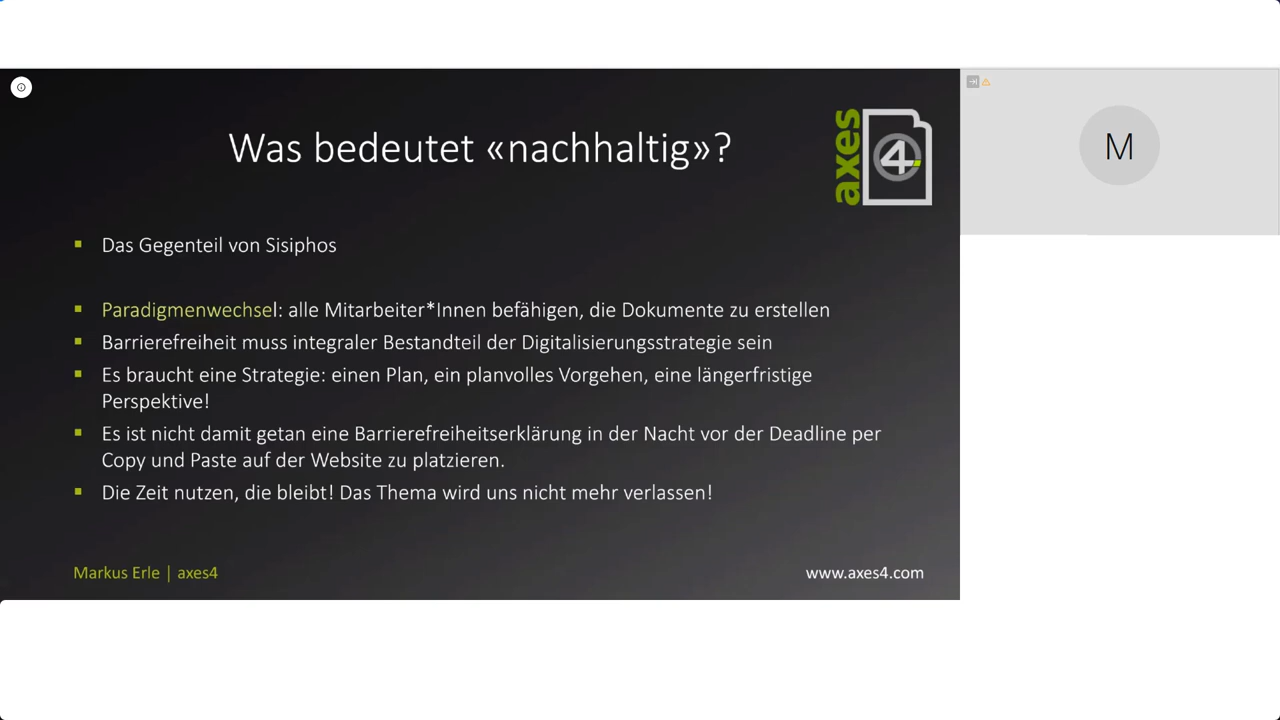 Was bedeutet «nachhaltig»?
axes
4
M
Das Gegenteil von Sisiphos
Paradigmenwechsel: alle Mitarbeiter*Innen befähigen, die Dokumente zu erstellen
Barrierefreiheit muss integraler Bestandteil der Digitalisierungsstrategie sein
Es braucht eine Strategie: einen Plan, ein planvolles Vorgehen, eine längerfristige
Perspektive!
Es ist nicht damit getan eine Barrierefreiheitserklärung in der Nacht vor der Deadline per
Copy und Paste auf der Website zu platzieren.
Die Zeit nutzen, die bleibt! Das Thema wird uns nicht mehr verlassen!
Markus Erle | axes4
www.axes4.com